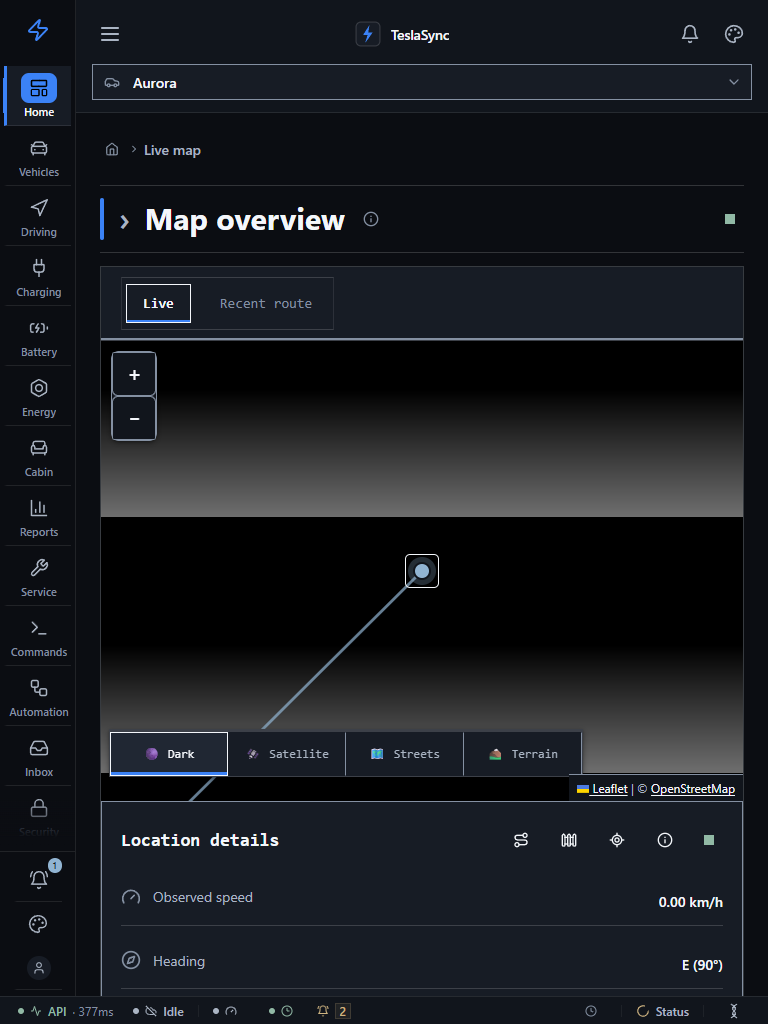 TeslaSync
Aurora
Home
Vehicles
Driving
Charging
Battery
Energy
Cabin
Reports
Service
Commands
Automation
Inbox
Security
1
Live map
Map overview
Live
Recent route
+
−
Dark
Satellite
Streets
Terrain
Leaflet | © OpenStreetMap
Location details
Observed speed
0.00 km/h
Heading
E (90°)
API · 377ms
Idle
2
Status